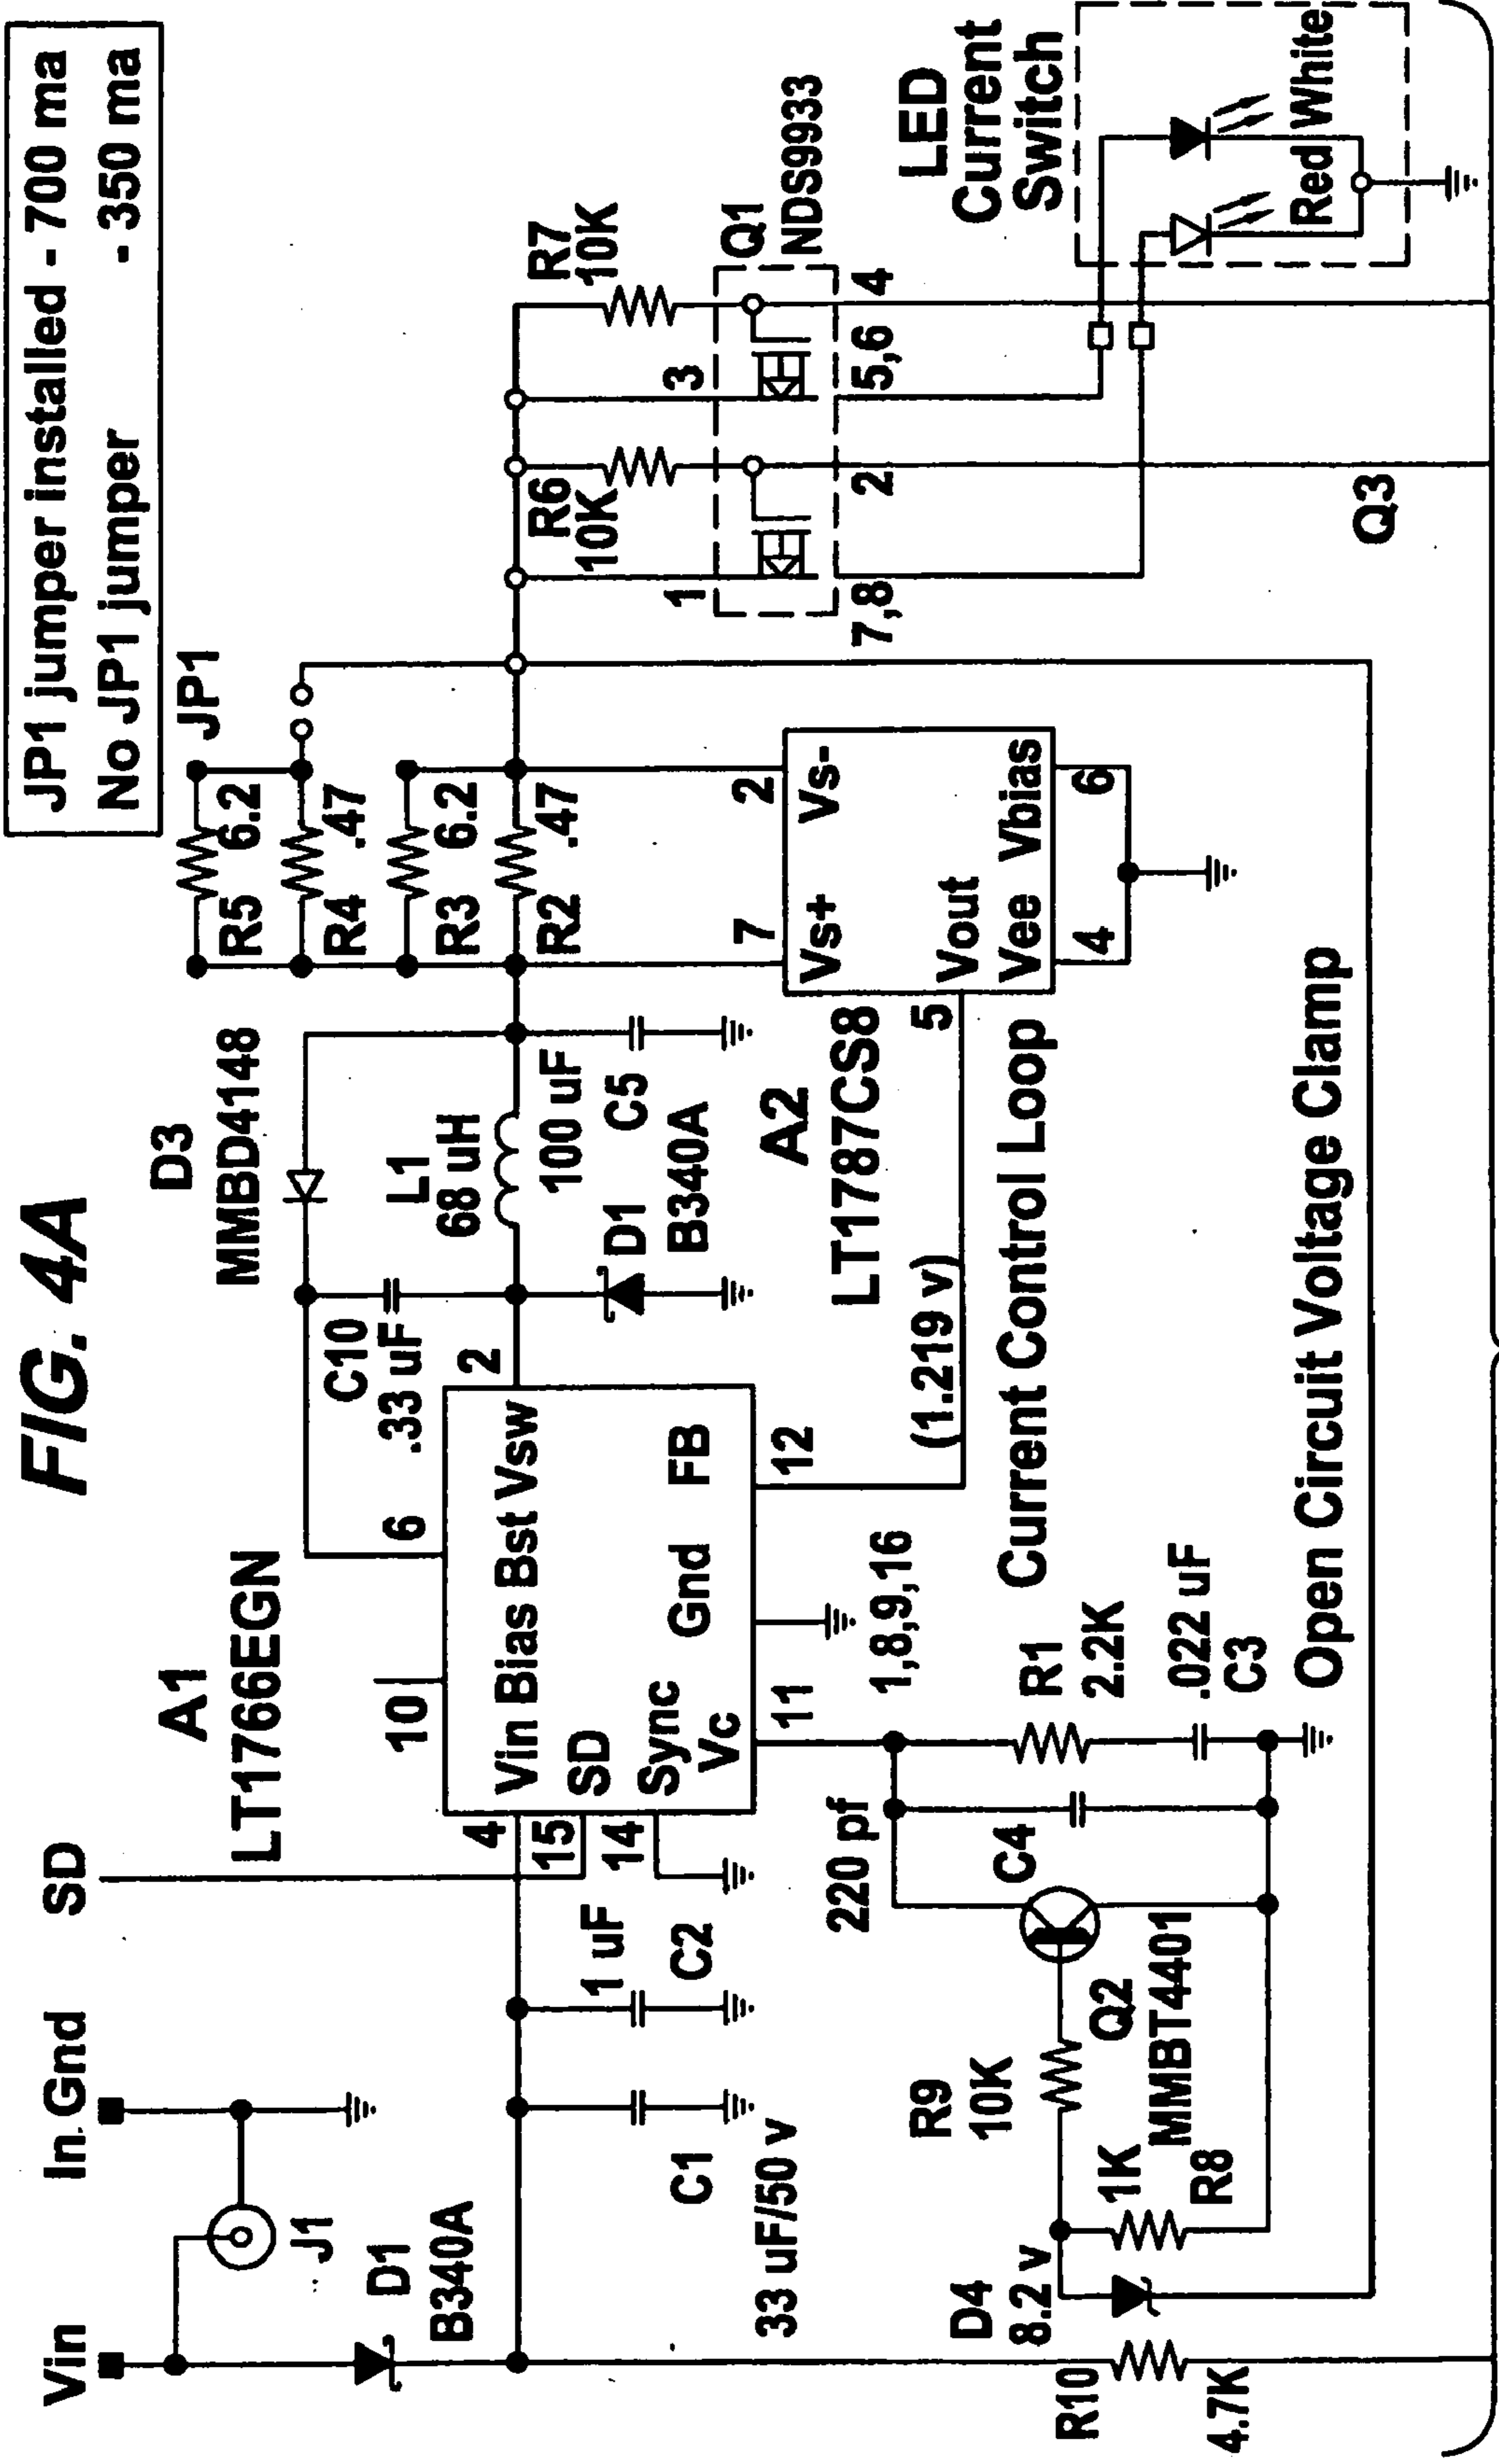 FIG. 4A
JP1 jumper installed - 700 ma
No JP1 jumper - 350 ma
Vin
In Gnd
SD
J1
D1
B340A
A1
LT1766EGN
4
15
14
10
6
2
Vin Bias Bst Vsw
SD
Sync
Vc
Gnd
FB
11
1,8,9,16
12
C1
33 uF/50 v
1 uF
C2
C10
.33 uF
D3
MMBD4148
L1
68 uH
D1
B340A
100 uF
C5
R5 6.2
R4 .47
R3 6.2
R2 .47
JP1
7
2
Vs+
Vs-
Vout
Vee
Vbias
5
4
6
A2
LT1787CS8
(1.219 v)
Current Control Loop
R6
10K
R7
10K
1
3
Q1
NDS9933
7,8
2
5,6
4
LED
Current
Switch
Red
White
Q3
220 pf
C4
R1
2.2K
.022 uF
C3
Q2
MMBT4401
R9
10K
1K
R8
D4
8.2 v
R10
4.7K
Open Circuit Voltage Clamp